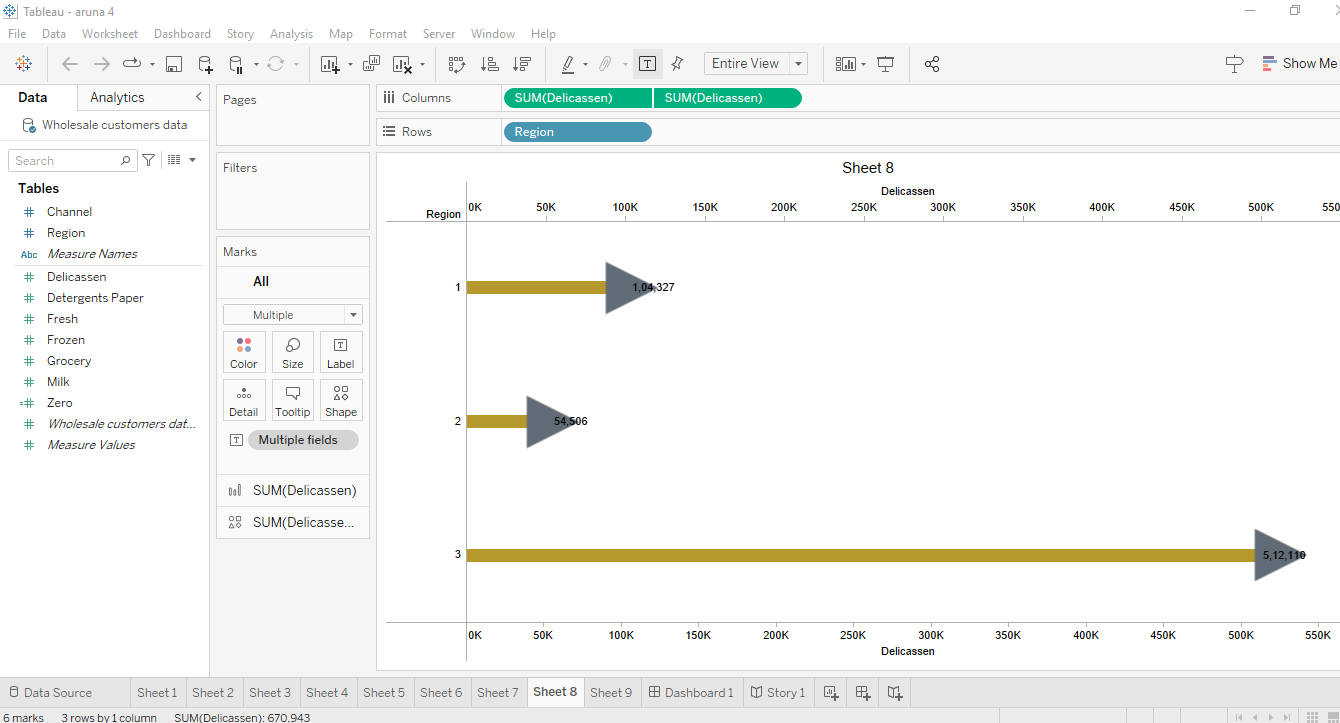 Tableau - aruna 4
File Data Worksheet Dashboard Story Analysis Map Format Server Window Help
Entire View
Show Me
Data Analytics
Wholesale customers data
Search
Tables
Channel
Region
Abc Measure Names
Delicassen
Detergents Paper
Fresh
Frozen
Grocery
Milk
Zero
Wholesale customers dat...
Measure Values
Pages
Filters
Marks
All
Multiple
Color Size Label
Detail Tooltip Shape
Multiple fields
SUM(Delicassen)
SUM(Delicasse...
Columns SUM(Delicassen) SUM(Delicassen)
Rows Region
Sheet 8
Delicassen
Region 0K 50K 100K 150K 200K 250K 300K 350K 400K 450K 500K 550
1 1,04,327
2 54,506
3 5,12,110
0K 50K 100K 150K 200K 250K 300K 350K 400K 450K 500K 550K
Delicassen
Data Source Sheet 1 Sheet 2 Sheet 3 Sheet 4 Sheet 5 Sheet 6 Sheet 7 Sheet 8 Sheet 9 Dashboard 1 Story 1
6 marks 3 rows by 1 column SUM(Delicassen): 670,943